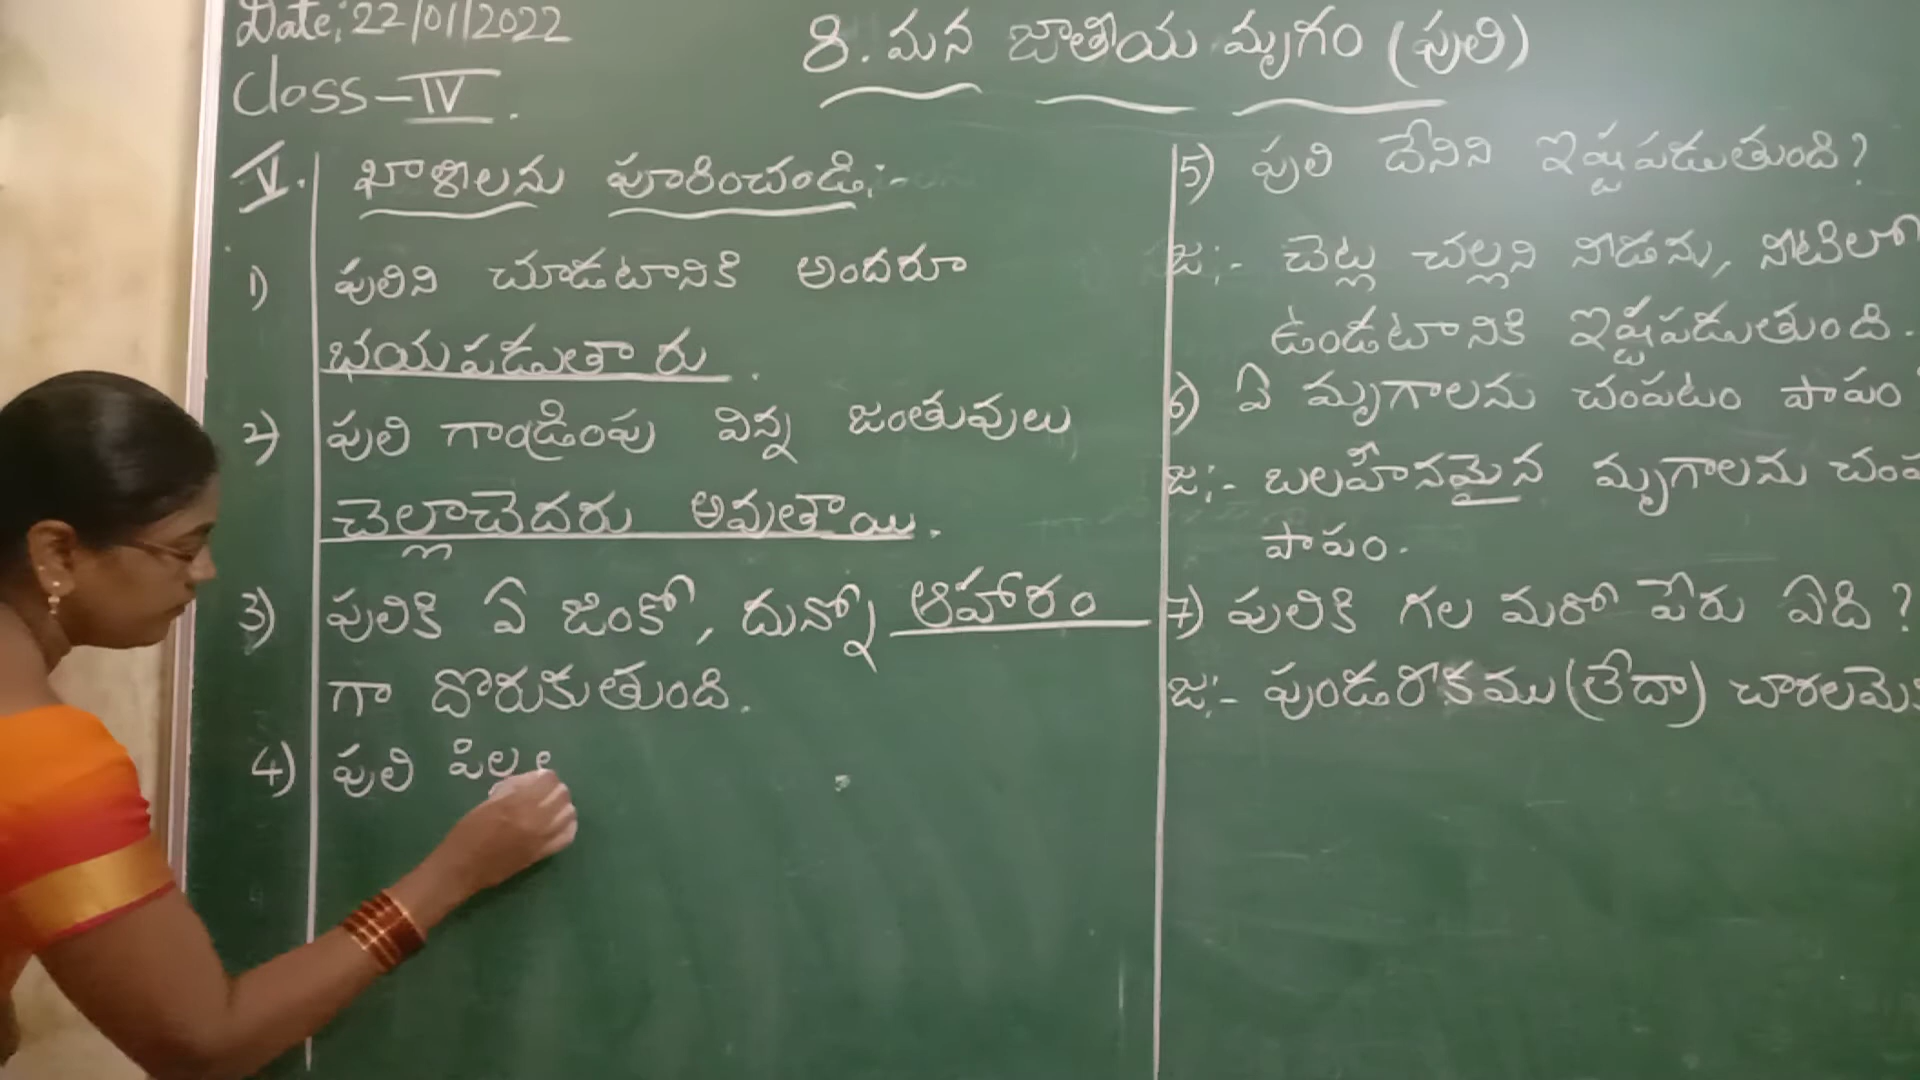 Date: 22/01/2022
Class - IV.
8. మన జాతీయ మృగం (పులి)
V. ఖాళీలను పూరించండి:-
1) పులిని చూడటానికి అందరూ
భయపడుతారు.
2) పులి గాండ్రింపు విన్న జంతువులు
చెల్లాచెదరు అవుతాయి.
3) పులికి ఏ జింకో, దున్నో ఆహారం
గా దొరుకుతుంది.
4) పులి పిల్ల
5) పులి దేనిని ఇష్టపడుతుంది?
జ:- చెట్ల చల్లని నీడను, నీటిలో
ఉండటానికి ఇష్టపడుతుంది.
6) ఏ మృగాలను చంపటం పాపం
జ:- బలహీనమైన మృగాలను
పాపం.
7) పులికి గల మరో పేరు ఏది?
జ:- పుండరీకము (లేదా)